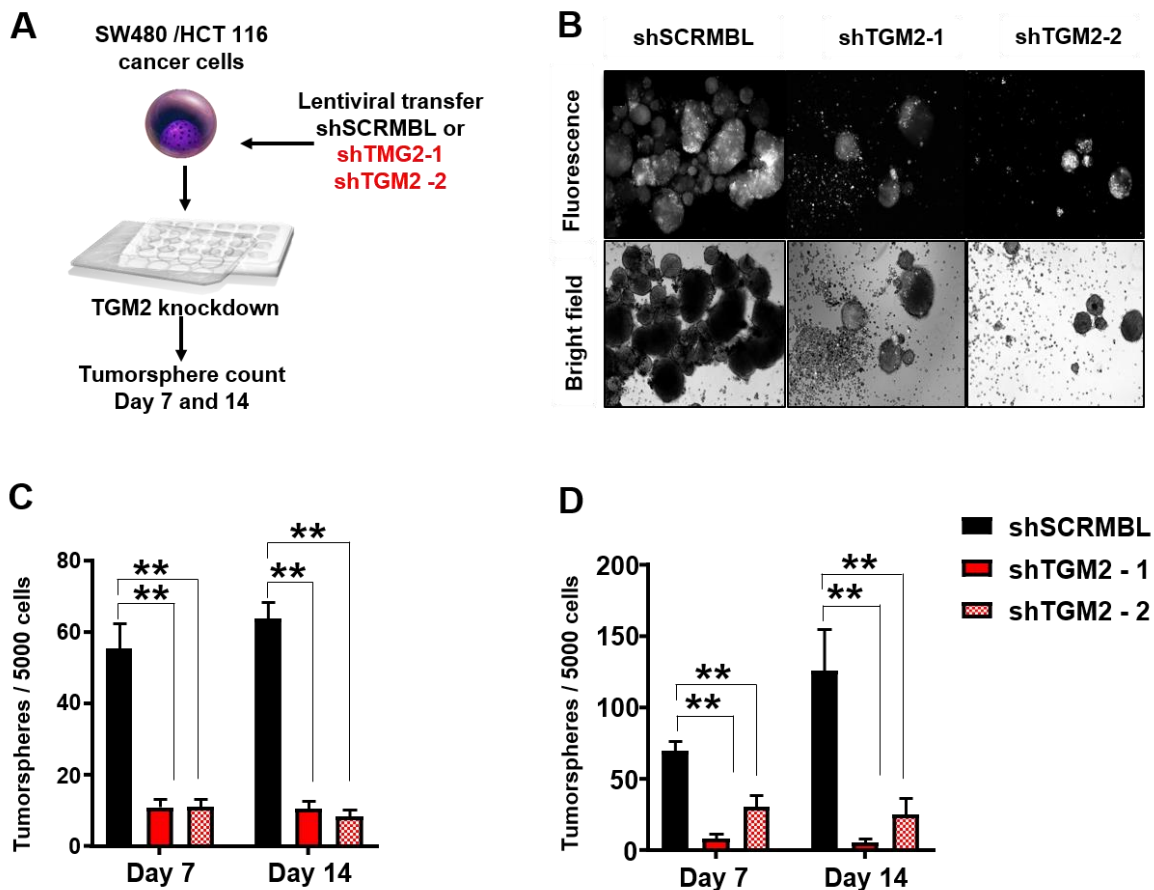 A
SW480 /HCT 116
cancer cells
Lentiviral transfer
shSCRMBL or
shTMG2-1
shTGM2 -2
TGM2 knockdown
Tumorsphere count
Day 7 and 14
B
shSCRMBL
shTGM2-1
shTGM2-2
Fluorescence
Bright field
C
Tumorspheres / 5000 cells
80
60
40
20
0
**
**
**
**
Day 7
Day 14
D
Tumorspheres / 5000 cells
200
150
100
50
0
**
**
**
**
Day 7
Day 14
shSCRMBL
shTGM2 - 1
shTGM2 - 2